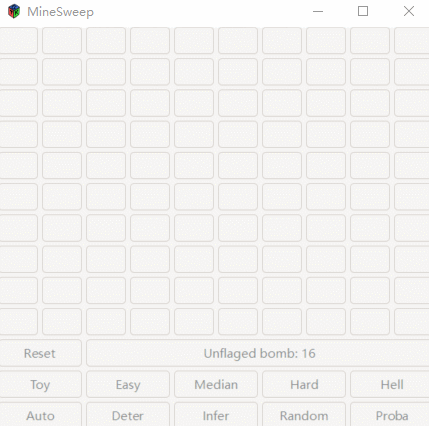 MineSweep
Reset Unflaged bomb: 16
Toy Easy Median Hard Hell
Auto Deter Infer Random Proba